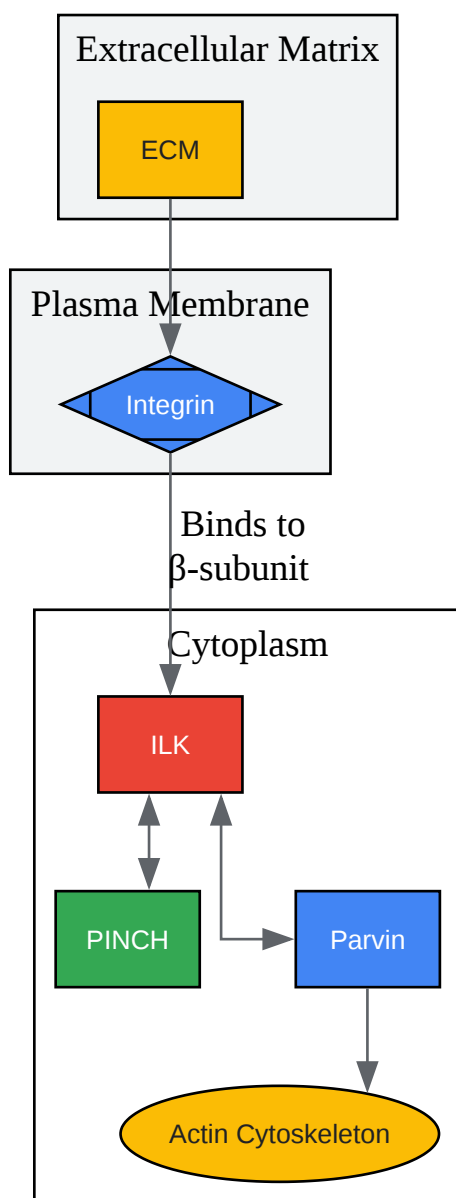 Extracellular Matrix
ECM
Plasma Membrane
Integrin
Binds to
β-subunit
Cytoplasm
ILK
PINCH
Parvin
Actin Cytoskeleton